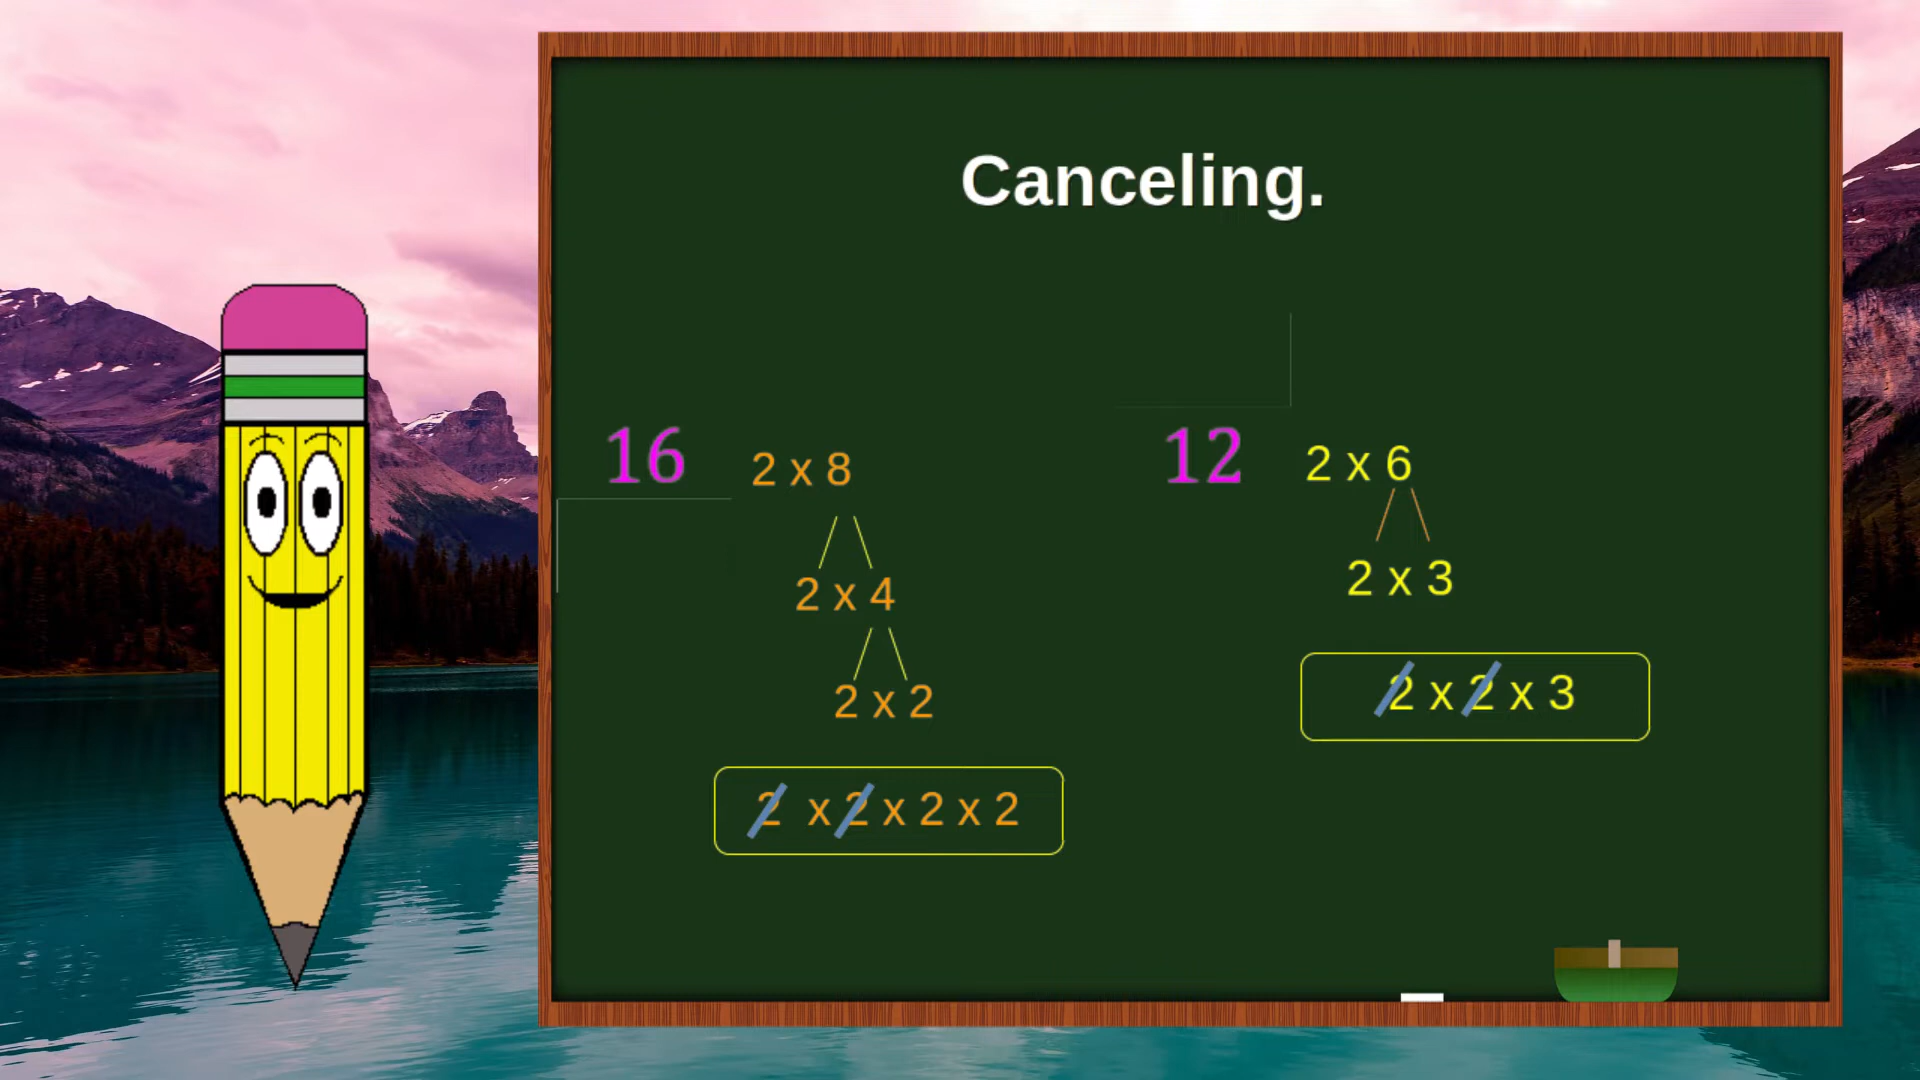 Canceling.
16
2 x 8
2 x 4
2 x 2
2 x 2 x 2 x 2
12
2 x 6
2 x 3
2 x 2 x 3